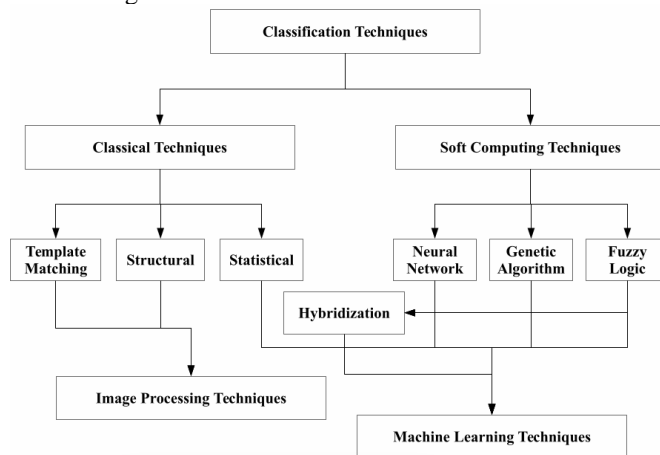 Classification Techniques
Classical Techniques
Soft Computing Techniques
Template
Matching
Structural
Statistical
Neural
Network
Genetic
Algorithm
Fuzzy
Logic
Hybridization
Image Processing Techniques
Machine Learning Techniques